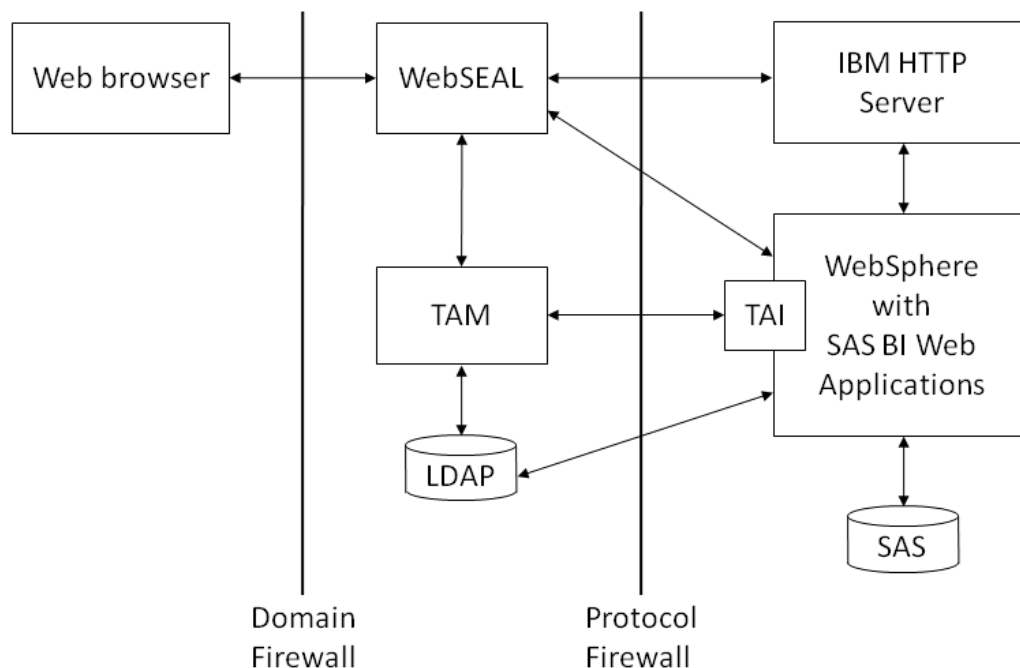 Web browser
WebSEAL
IBM HTTP
Server
TAM
TAI
WebSphere
with
SAS BI Web
Applications
LDAP
SAS
Domain
Firewall
Protocol
Firewall